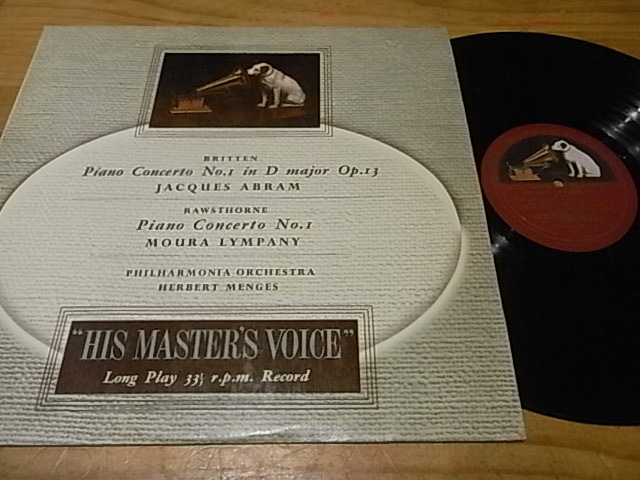 BRITTEN
Piano Concerto No.1 in D major Op.13
JACQUES ABRAM
RAWSTHORNE
Piano Concerto No.1
MOURA LYMPANY
PHILHARMONIA ORCHESTRA
HERBERT MENGES
"HIS MASTER'S VOICE"
Long Play 33⅓ r.p.m. Record